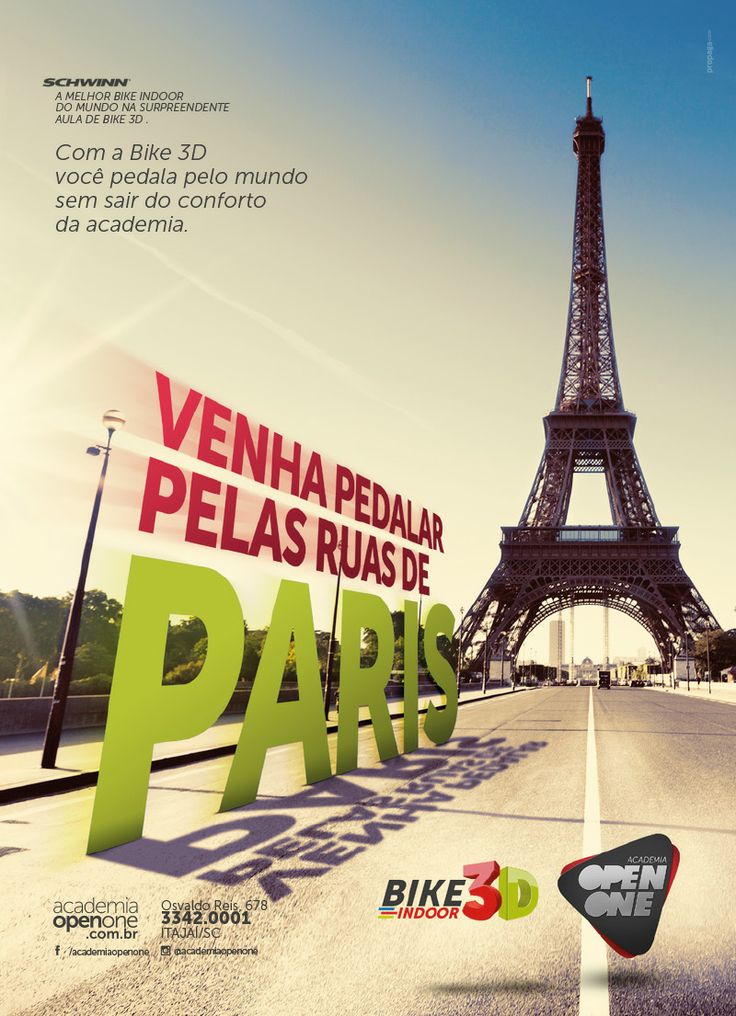 propaga.com
SCHWINN
A MELHOR BIKE INDOOR
DO MUNDO NA SURPREENDENTE
AULA DE BIKE 3D .
Com a Bike 3D
você pedala pelo mundo
sem sair do conforto
da academia.
VENHA PEDALAR
PELAS RUAS DE
PARIS
academia
openone
.com.br
f /academiaopenone
Osvaldo Reis, 678
3342.0001
ITAJAÍ/SC
@academiaopenone
BIKE 3D
INDOOR
ACADEMIA
OPEN
ONE